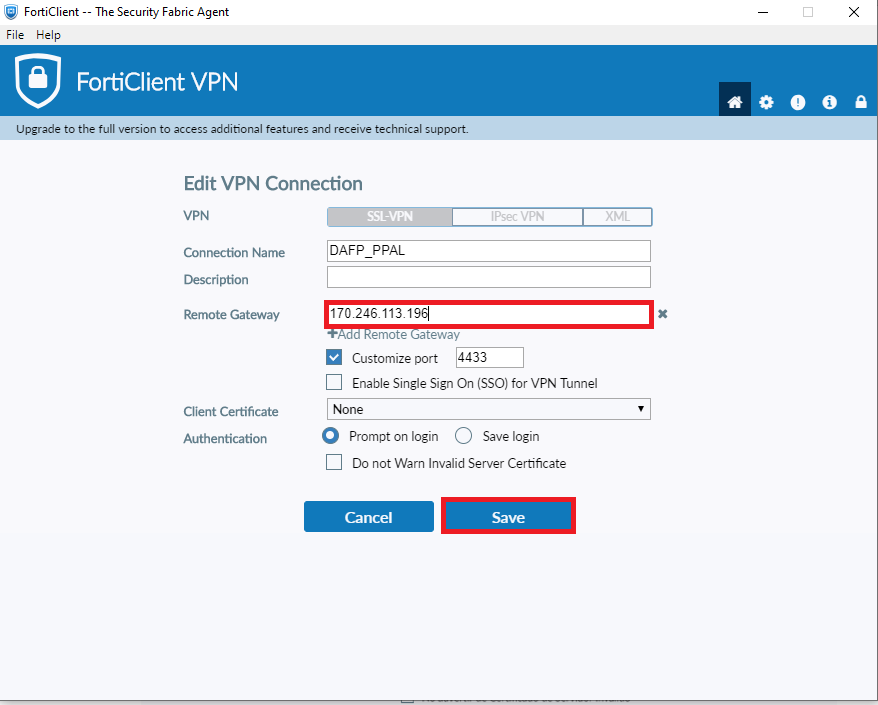 FortiClient -- The Security Fabric Agent
File Help
FortiClient VPN
Upgrade to the full version to access additional features and receive technical support.
Edit VPN Connection
VPN SSL-VPN IPsec VPN XML
Connection Name DAFP_PPAL
Description
Remote Gateway 170.246.113.196
+Add Remote Gateway
Customize port 4433
Enable Single Sign On (SSO) for VPN Tunnel
Client Certificate None
Authentication Prompt on login Save login
Do not Warn Invalid Server Certificate
Cancel Save